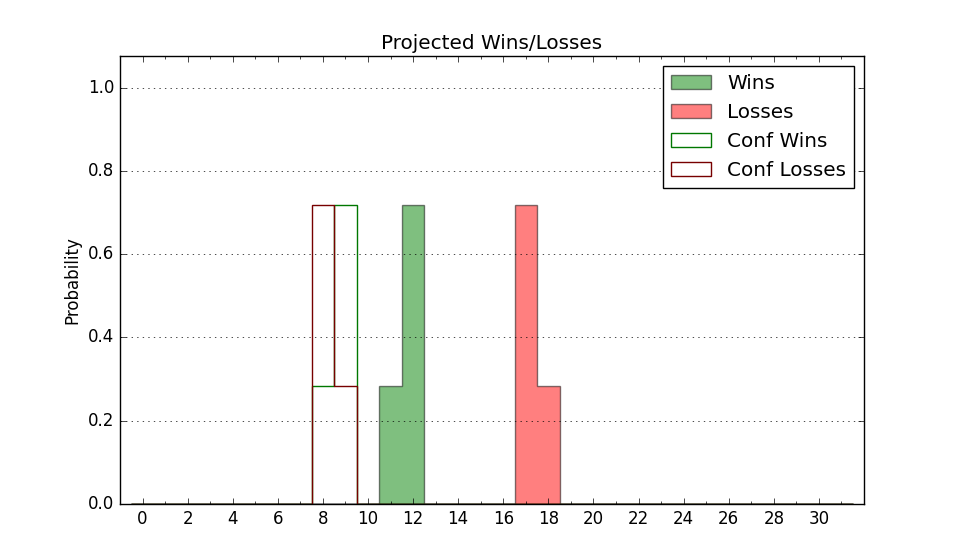 Projected Wins/Losses
Wins
Losses
Conf Wins
Conf Losses
Probability
1.0
0.8
0.6
0.4
0.2
0.0
0 2 4 6 8 10 12 14 16 18 20 22 24 26 28 30